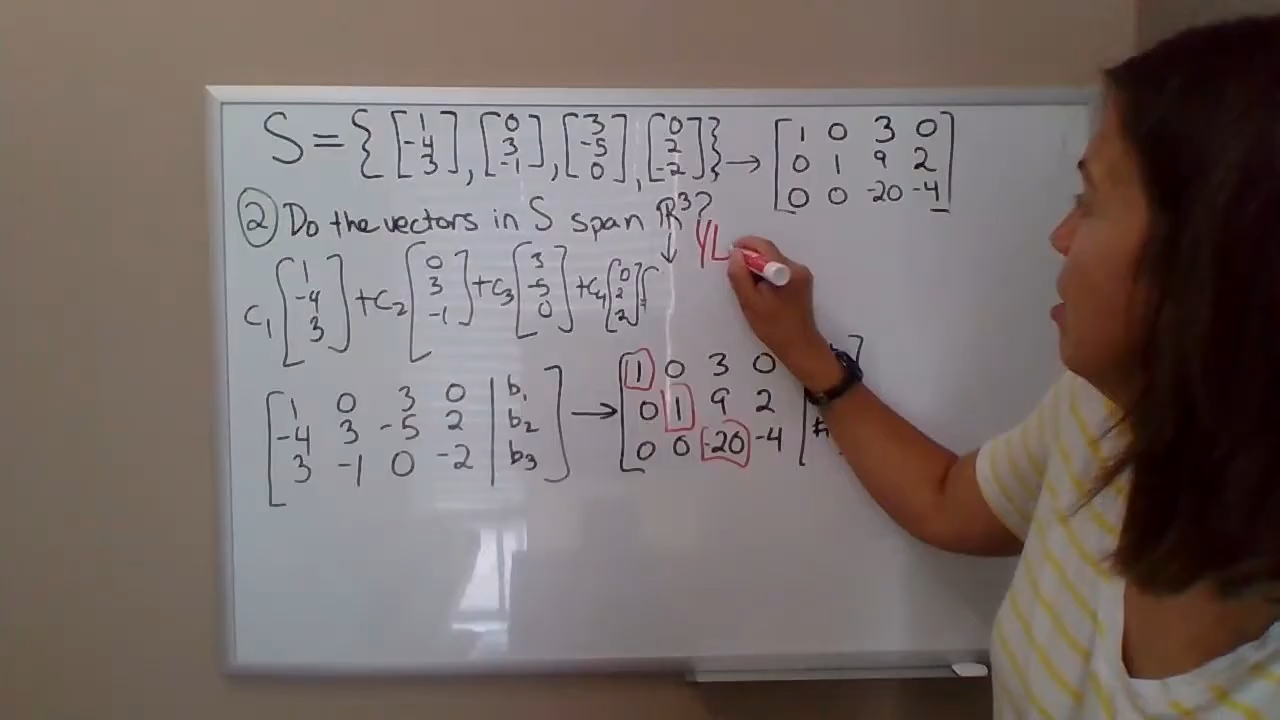 S = { [1 -4 3], [0 3 -1], [3 -5 0], [0 2 -2] } → [1 0 3 0
0 1 9 2
0 0 -20 -4]
② Do the vectors in S span ℝ³?
c₁ [1 -4 3] + c₂ [0 3 -1] + c₃ [3 -5 0] + c₄ [0 2 2]
[1 0 3 0 | b₁
-4 3 -5 2 | b₂
3 -1 0 -2 | b₃] →
[1 0 3 0
0 1 9 2
0 0 -20 -4